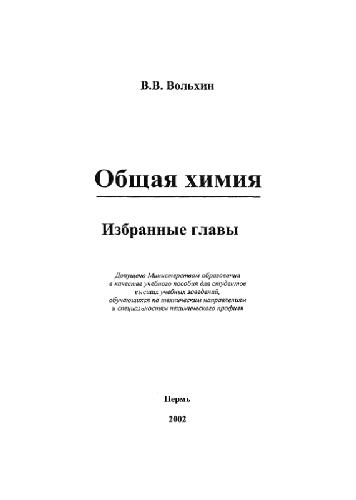 В.В. Вольхин
Общая химия
Избранные главы
Допущено Министерством образования
в качестве учебного пособия для студентов
высших учебных заведений,
обучающихся по техническим направлениям
и специальностям нехимического профиля
Пермь
2002